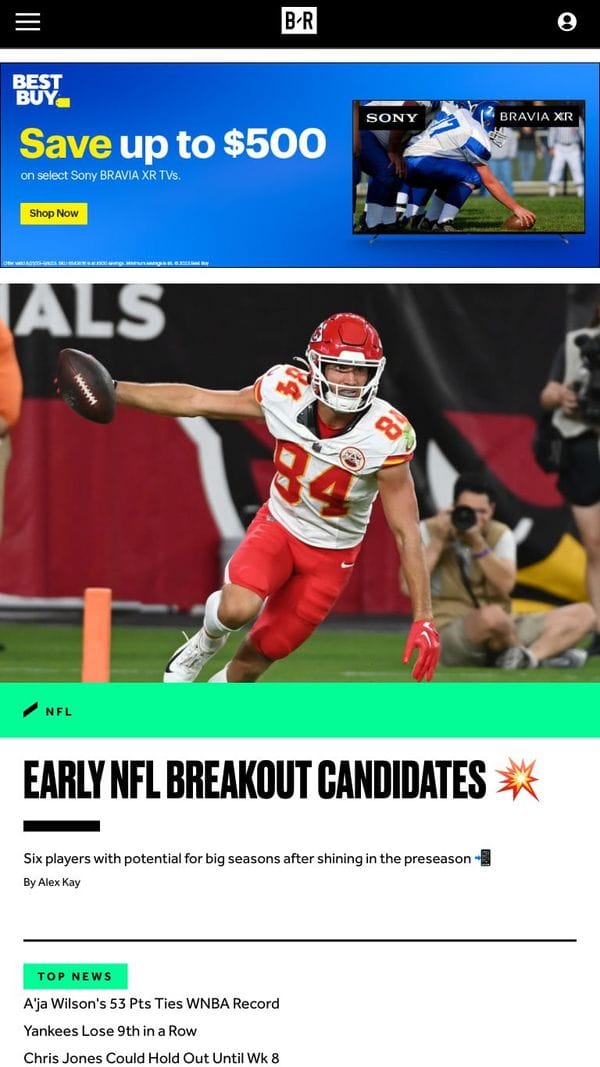 B/R
BEST
BUY
Save up to $500
on select Sony BRAVIA XR TVs.
Shop Now
SONY
BRAVIA XR
ALS
84
84
84
NFL
EARLY NFL BREAKOUT CANDIDATES 💥
Six players with potential for big seasons after shining in the preseason 📲
By Alex Kay
TOP NEWS
A'ja Wilson's 53 Pts Ties WNBA Record
Yankees Lose 9th in a Row
Chris Jones Could Hold Out Until Wk 8